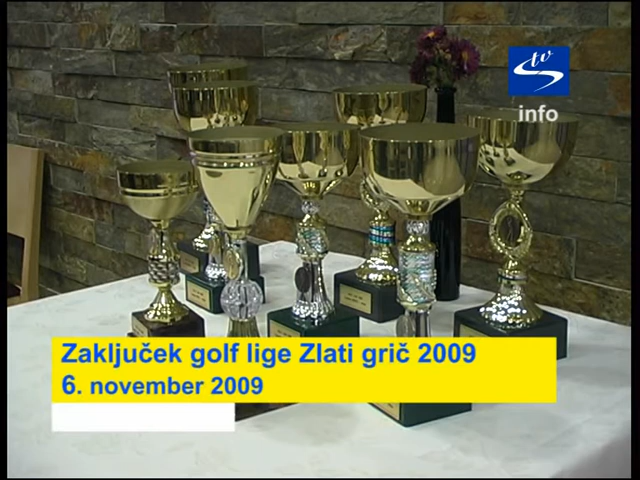 tv
S
info
Zaključek golf lige Zlati grič 2009
6. november 2009